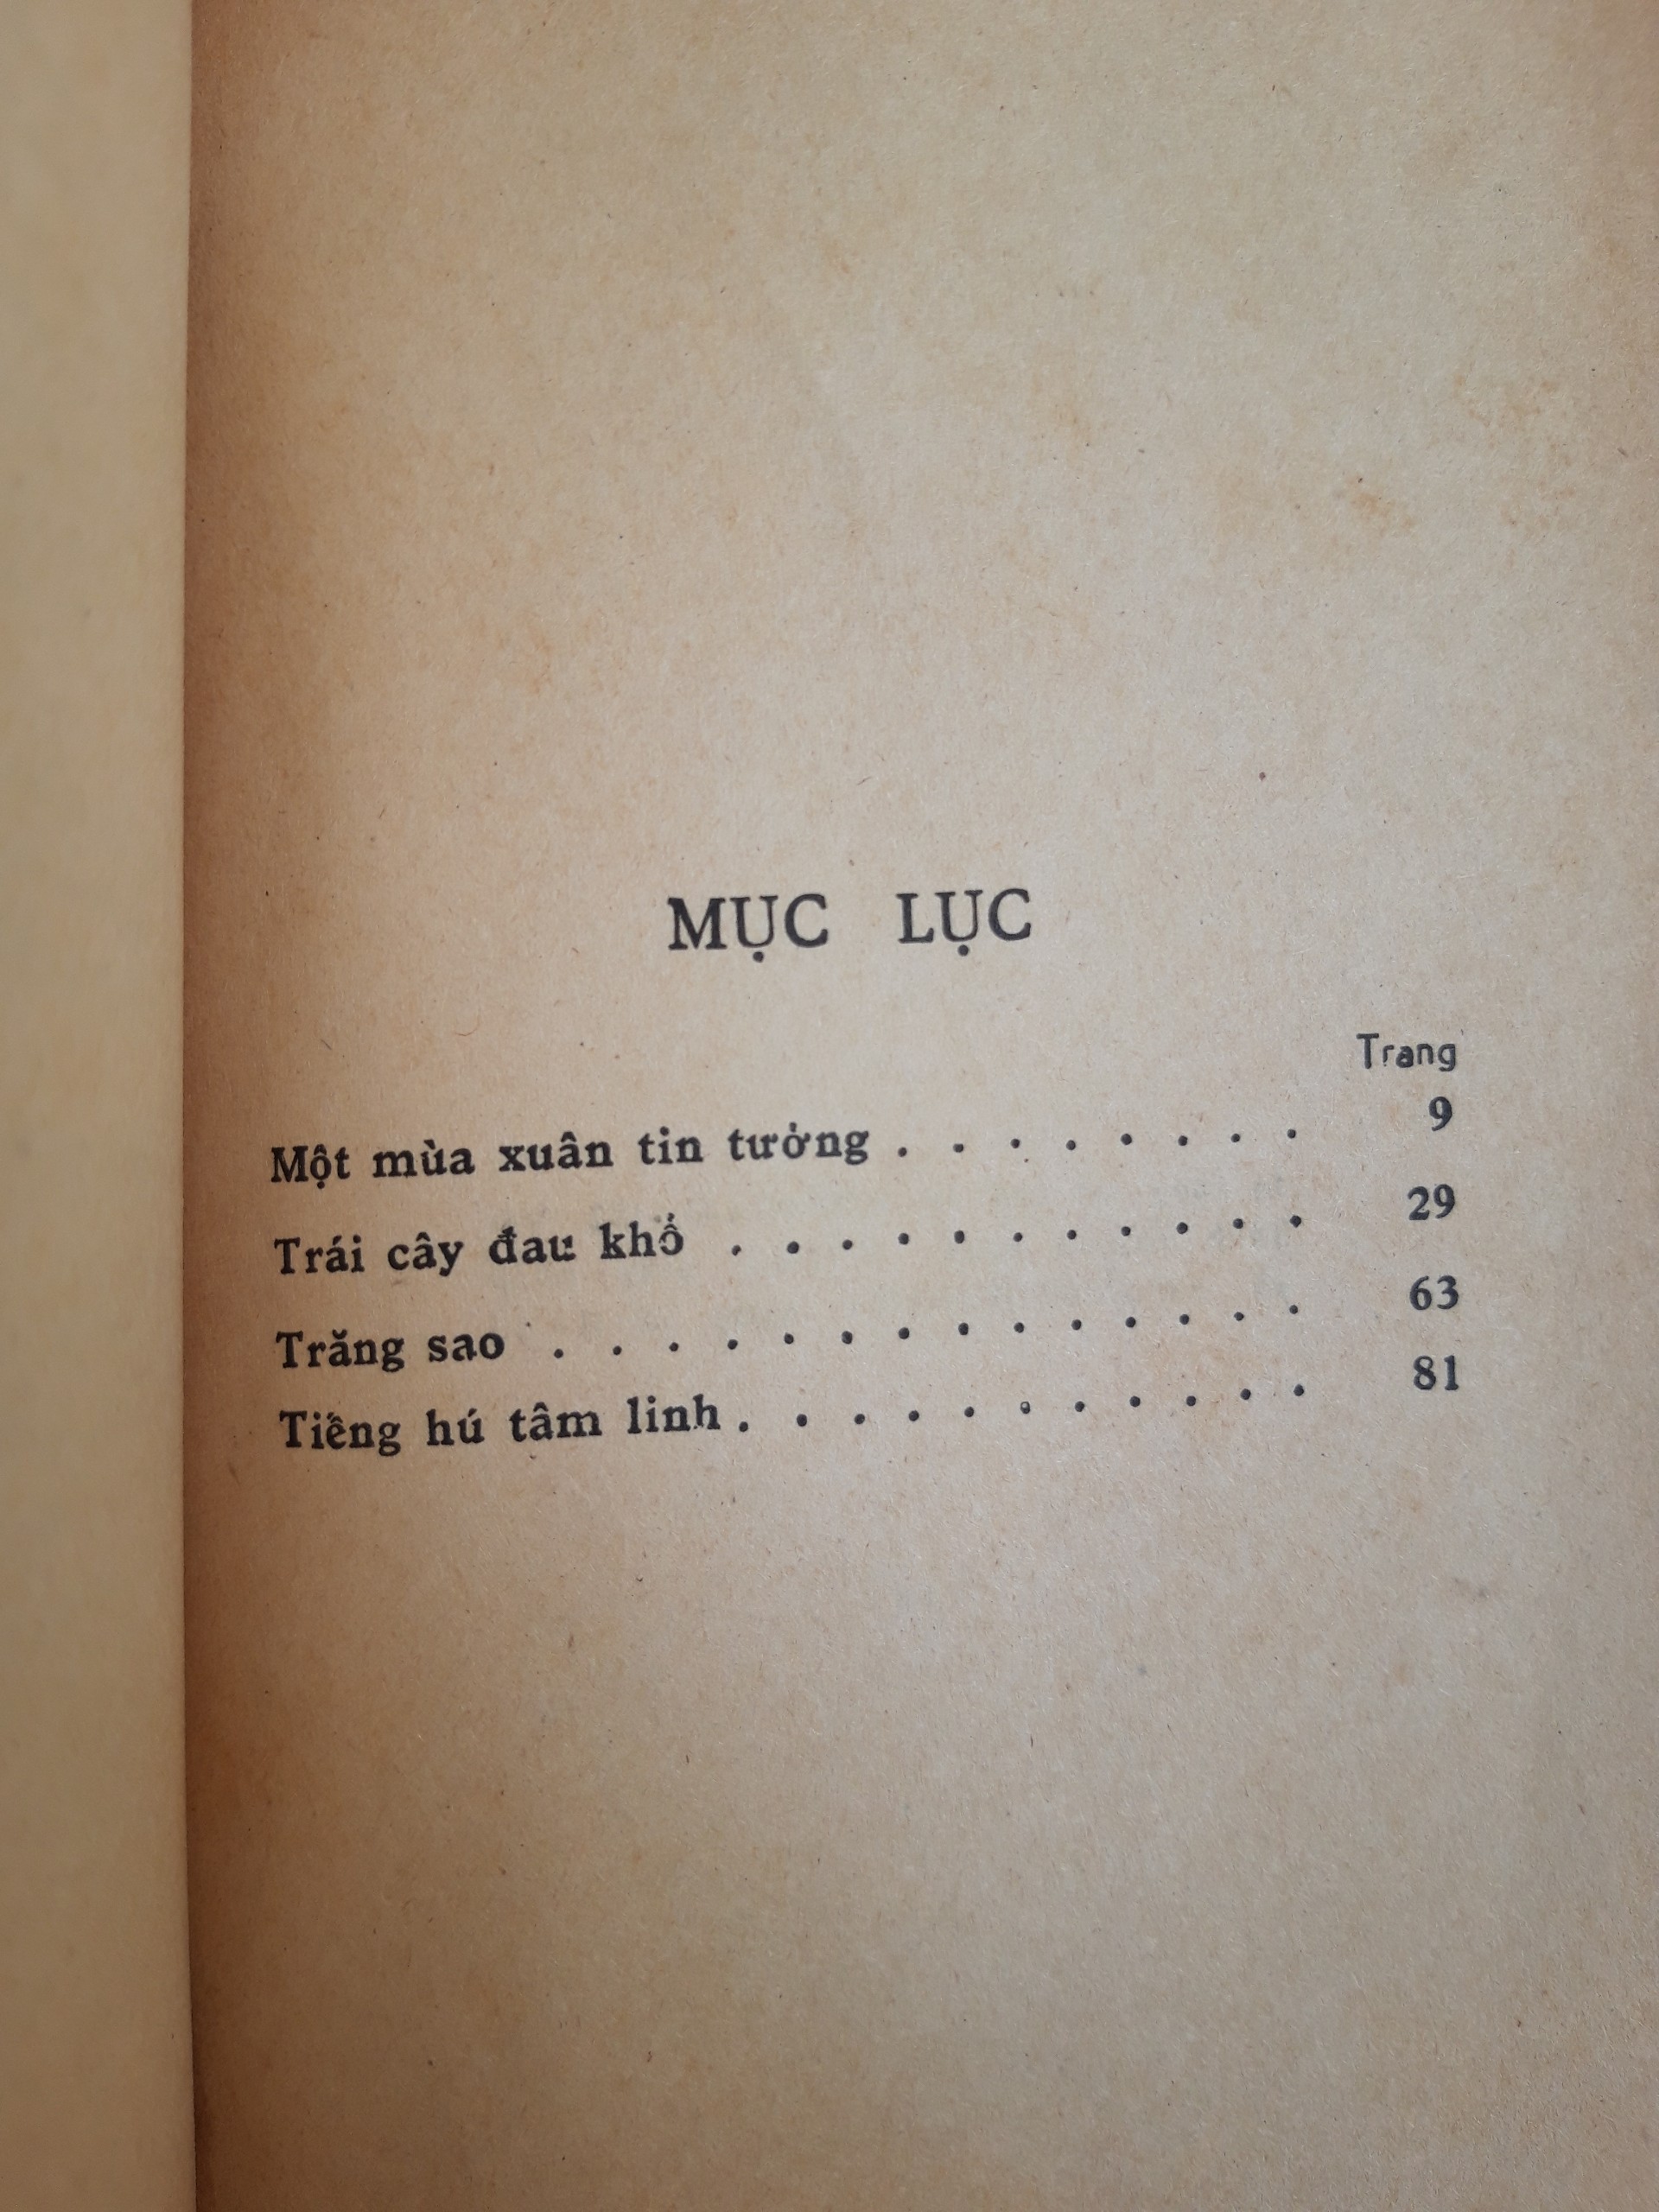 MỤC LỤC
Trang
Một mùa xuân tin tưởng . . . . . . . . 9
Trái cây đau khổ . . . . . . . . . . . 29
Trăng sao . . . . . . . . . . . . . . 63
Tiếng hú tâm linh . . . . . . . . . . . 81